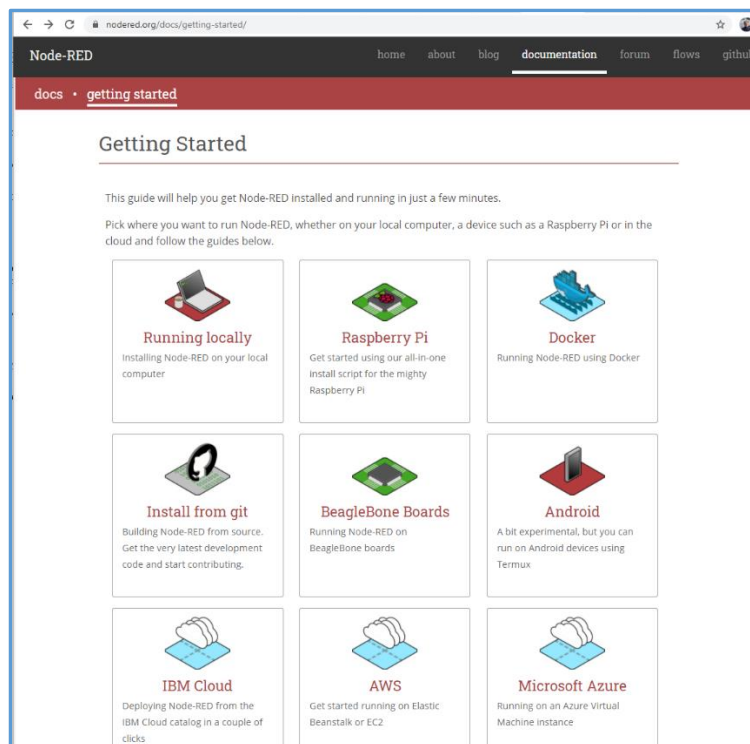 nodered.org/docs/getting-started/
Node-RED
home about blog documentation forum flows github
docs • getting started
Getting Started
This guide will help you get Node-RED installed and running in just a few minutes.
Pick where you want to run Node-RED, whether on your local computer, a device such as a Raspberry Pi or in the
cloud and follow the guides below.
Running locally
Installing Node-RED on your local
computer
Raspberry Pi
Get started using our all-in-one
install script for the mighty
Raspberry Pi
Docker
Running Node-RED using Docker
Install from git
Building Node-RED from source.
Get the very latest development
code and start contributing.
BeagleBone Boards
Running Node-RED on
BeagleBone boards
Android
A bit experimental, but you can
run on Android devices using
Termux
IBM Cloud
Deploying Node-RED from the
IBM Cloud catalog in a couple of
clicks
AWS
Get started running on Elastic
Beanstalk or EC2
Microsoft Azure
Running on an Azure Virtual
Machine instance